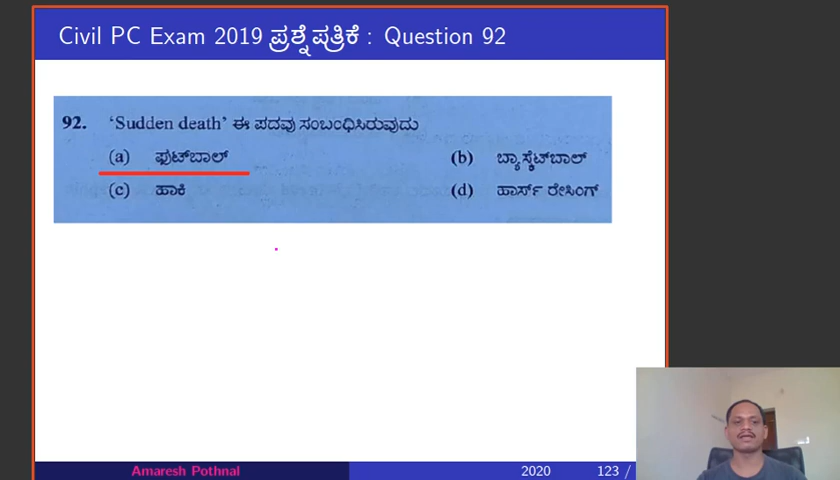 Civil PC Exam 2019 ಪ್ರಶ್ನೆ ಪತ್ರಿಕೆ : Question 92
92. 'Sudden death' ಈ ಪದವು ಸಂಬಂಧಿಸಿರುವುದು
(a) ಫುಟ್‌ಬಾಲ್ (b) ಬ್ಯಾಸ್ಕೆಟ್‌ಬಾಲ್
(c) ಹಾಕಿ (d) ಹಾರ್ಸ್ ರೇಸಿಂಗ್
Amaresh Pothnal 2020 123 /